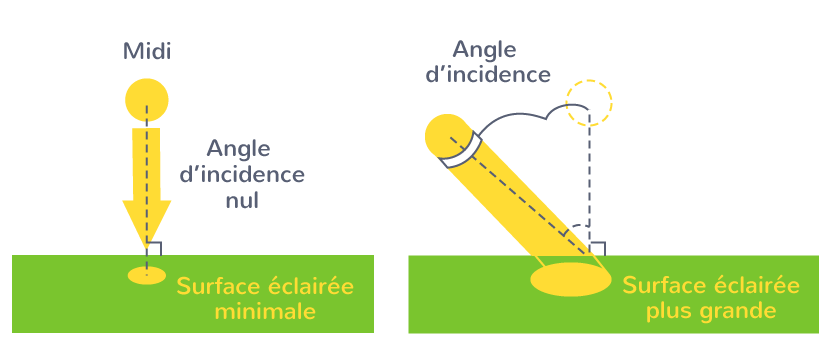 Midi
Angle
d'incidence
nul
Surface éclairée
minimale
Angle
d'incidence
Surface éclairée
plus grande